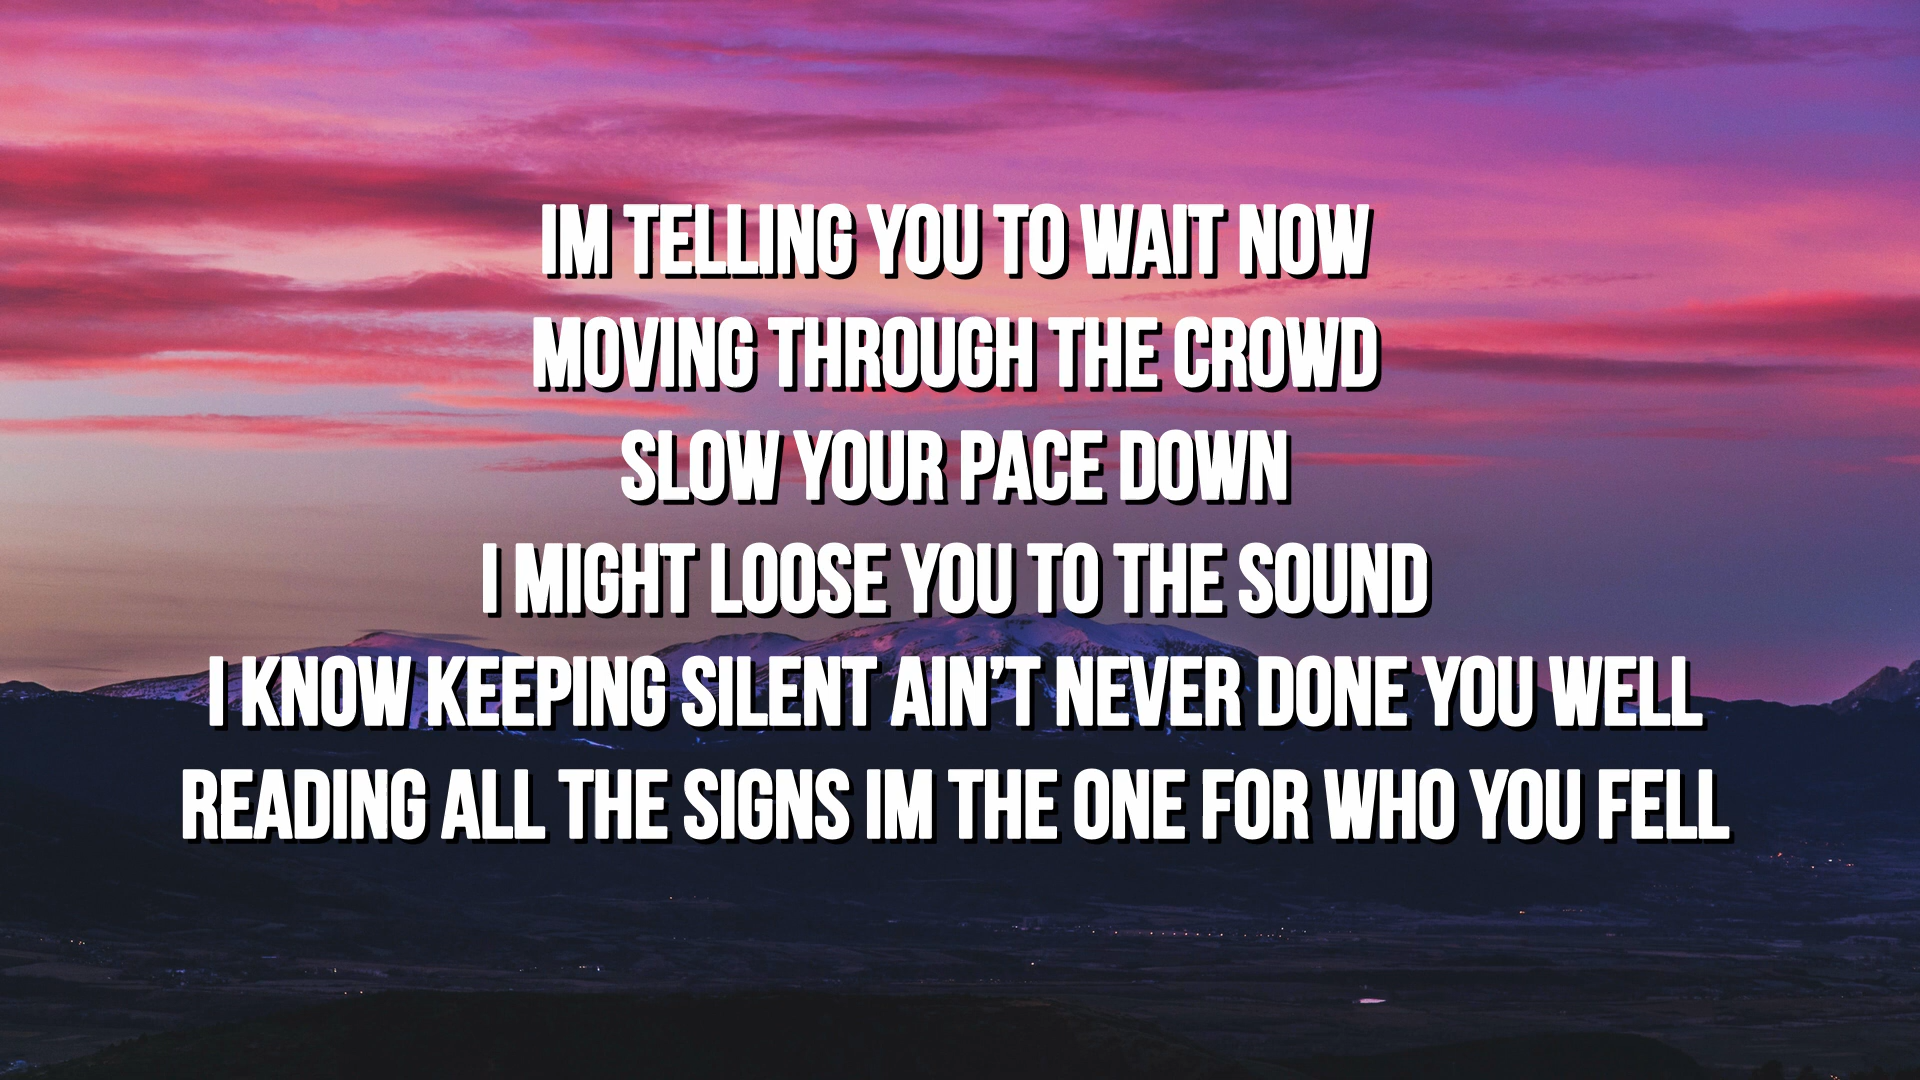 IM TELLING YOU TO WAIT NOW
MOVING THROUGH THE CROWD
SLOW YOUR PACE DOWN
I MIGHT LOOSE YOU TO THE SOUND
I KNOW KEEPING SILENT AIN’T NEVER DONE YOU WELL
READING ALL THE SIGNS IM THE ONE FOR WHO YOU FELL